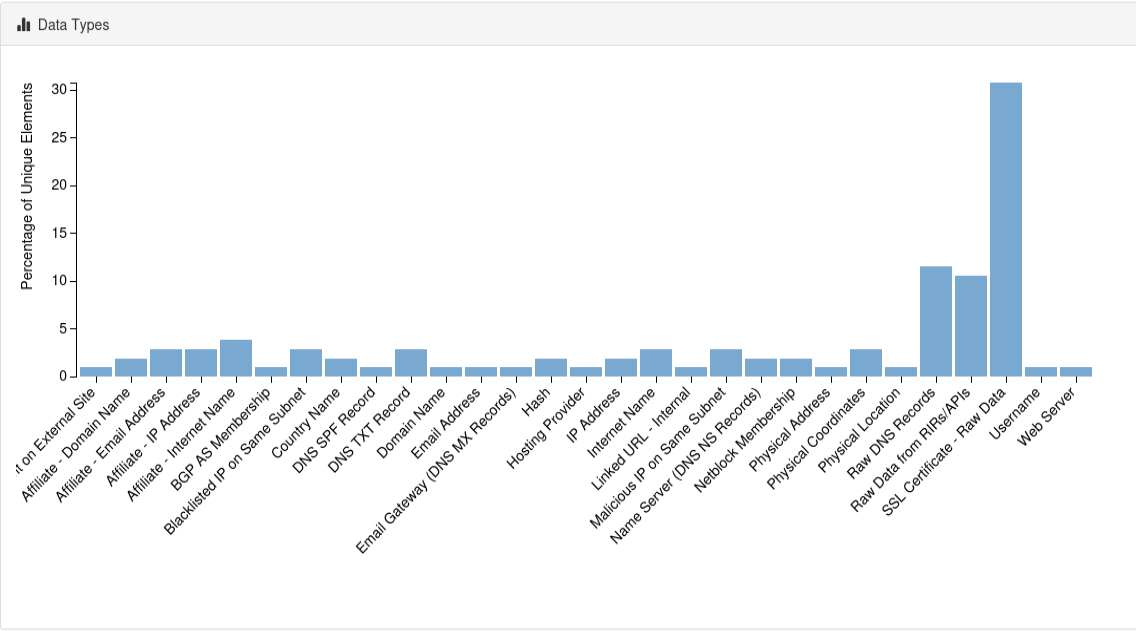 Data Types
Percentage of Unique Elements
30
25
20
15
10
5
0
t on External Site
Affiliate - Domain Name
Affiliate - Email Address
Affiliate - IP Address
Affiliate - Internet Name
BGP AS Membership
Blacklisted IP on Same Subnet
Country Name
DNS SPF Record
DNS TXT Record
Domain Name
Email Address
Email Gateway (DNS MX Records)
Hash
Hosting Provider
IP Address
Internet Name
Linked URL - Internal
Malicious IP on Same Subnet
Name Server (DNS NS Records)
Netblock Membership
Physical Address
Physical Coordinates
Physical Location
Raw DNS Records
Raw Data from RIRs/APIs
SSL Certificate - Raw Data
Username
Web Server